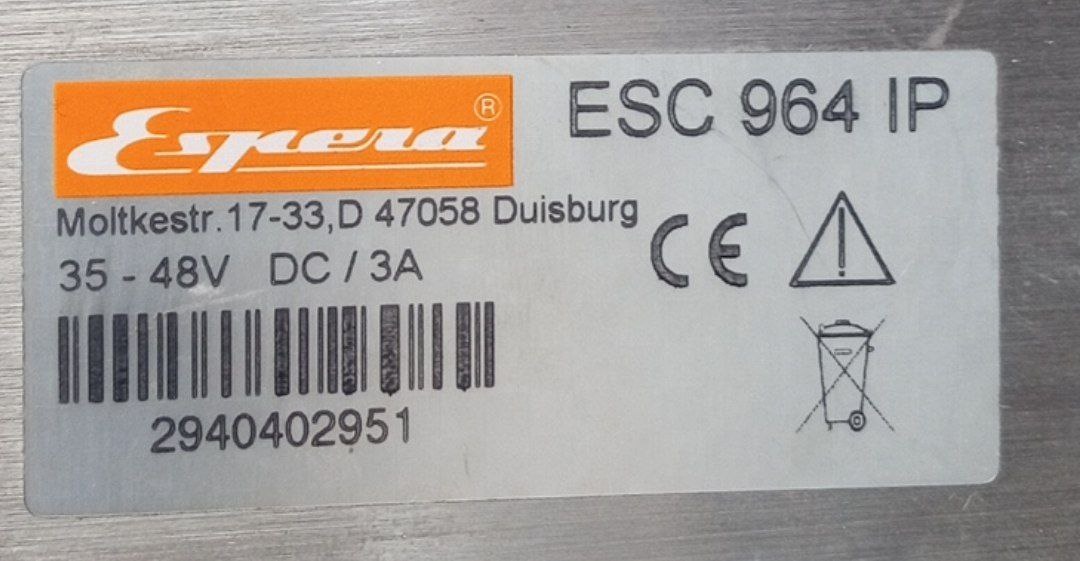 Espera®
ESC 964 IP
Moltkestr. 17-33, D 47058 Duisburg
35 - 48V DC / 3A
CE
2940402951